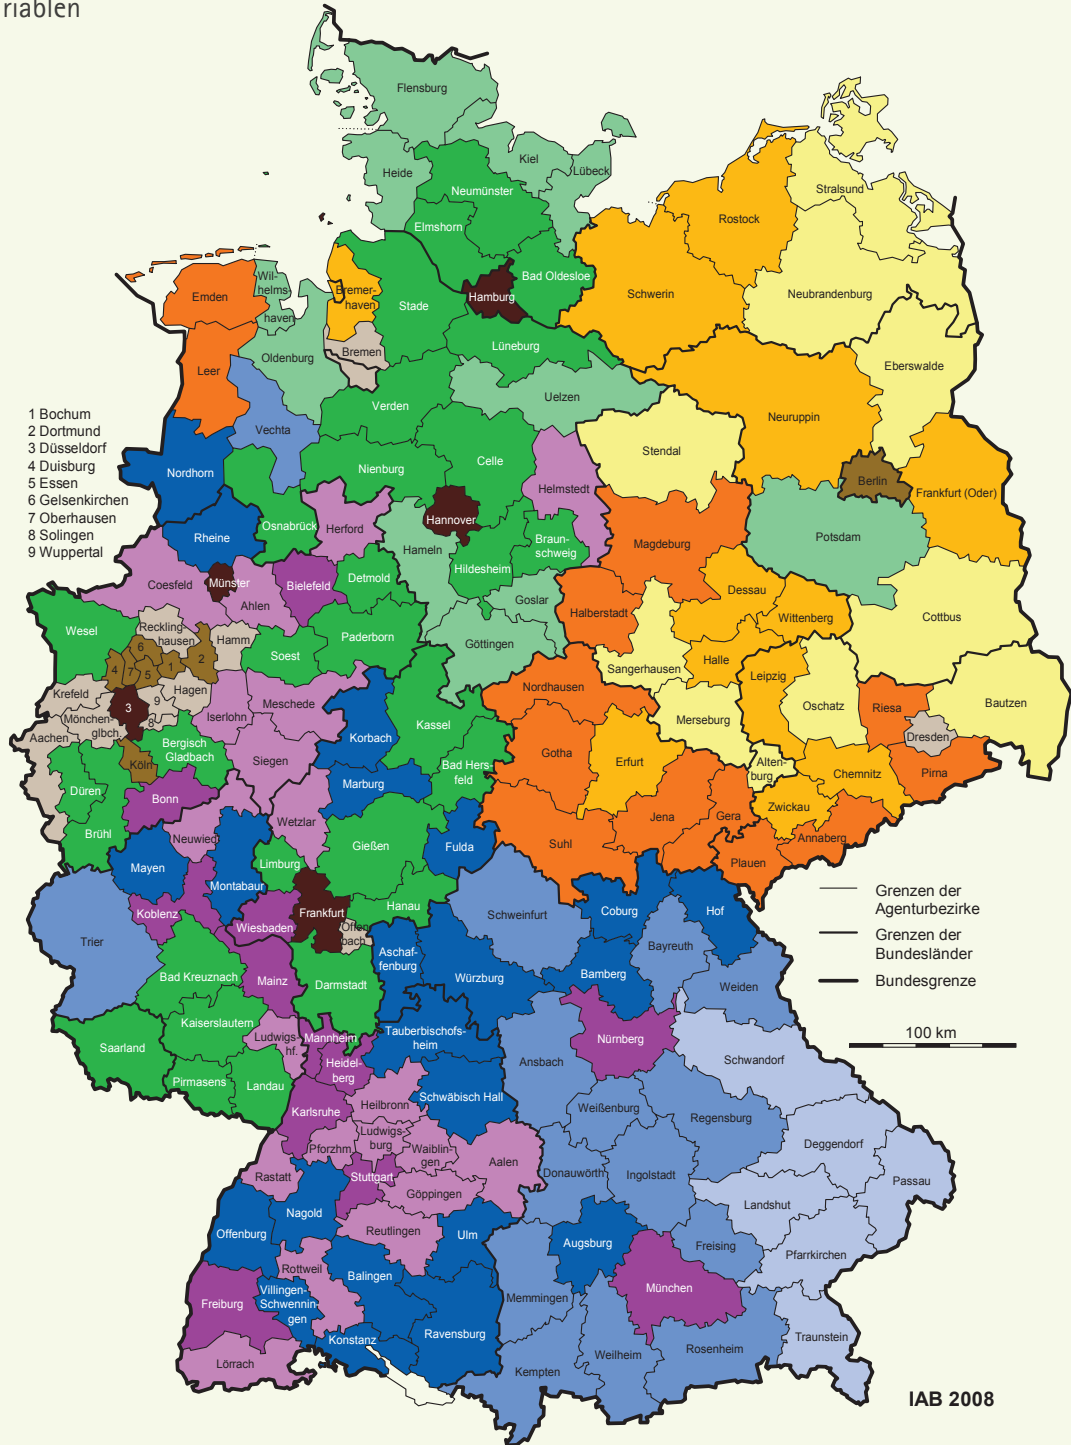 riablen
Flensburg
Kiel
Lübeck
Heide
Neumünster
Stralsund
Rostock
Elmshorn
Bad Oldesloe
Hamburg
Schwerin
Neubrandenburg
Wil-
helms-
haven
Emden
Bremer-
haven
Stade
Lüneburg
Bremen
Oldenburg
Leer
Eberswalde
Uelzen
Verden
Neuruppin
Vechta
1 Bochum
2 Dortmund
3 Düsseldorf
4 Duisburg
5 Essen
6 Gelsenkirchen
7 Oberhausen
8 Solingen
9 Wuppertal
Stendal
Celle
Nienburg
Nordhorn
Helmstedt
Berlin
Frankfurt (Oder)
Osnabrück
Herford
Hannover
Rheine
Potsdam
Magdeburg
Hameln
Braun-
schweig
Hildesheim
Detmold
Bielefeld
Münster
Coesfeld
Ahlen
Dessau
Wittenberg
Halberstadt
Goslar
Cottbus
Wesel
Reckling-
hausen
Hamm
Paderborn
Soest
Göttingen
Halle
Sangerhausen
Leipzig
6
4
7
5
1
2
Krefeld
Hagen
9
3
8
Mönchen-
glbch.
Aachen
Iserlohn
Meschede
Nordhausen
Merseburg
Oschatz
Riesa
Bautzen
Dresden
Kassel
Korbach
Bergisch
Gladbach
Siegen
Köln
Gotha
Erfurt
Alten-
burg
Chemnitz
Pirna
Bad Hers-
feld
Marburg
Düren
Bonn
Zwickau
Wetzlar
Jena
Gera
Annaberg
Brühl
Neuwied
Gießen
Fulda
Suhl
Plauen
Mayen
Limburg
Montabaur
Koblenz
Wiesbaden
Frankfurt
Offen-
bach
Hanau
Schweinfurt
Coburg
Hof
Grenzen der
Agenturbezirke
Grenzen der
Bundesländer
Bundesgrenze
Trier
Bayreuth
Aschaf-
fenburg
Würzburg
Bamberg
Weiden
Bad Kreuznach
Mainz
Darmstadt
Kaiserslautern
Ludwigs-
hf.
Mannheim
Tauberbischofs-
heim
Nürnberg
100 km
Saarland
Heidel-
berg
Ansbach
Schwandorf
Pirmasens
Landau
Karlsruhe
Heilbronn
Schwäbisch Hall
Weißenburg
Regensburg
Ludwigs-
burg
Pforzhm.
Waiblin-
gen
Aalen
Deggendorf
Rastatt
Stuttgart
Göppingen
Donauwörth
Ingolstadt
Passau
Nagold
Landshut
Offenburg
Reutlingen
Ulm
Augsburg
Freising
Pfarrkirchen
Rottweil
Balingen
Villingen-
Schwennin-
gen
München
Freiburg
Memmingen
Konstanz
Ravensburg
Traunstein
Lörrach
Weilheim
Rosenheim
Kempten
IAB 2008